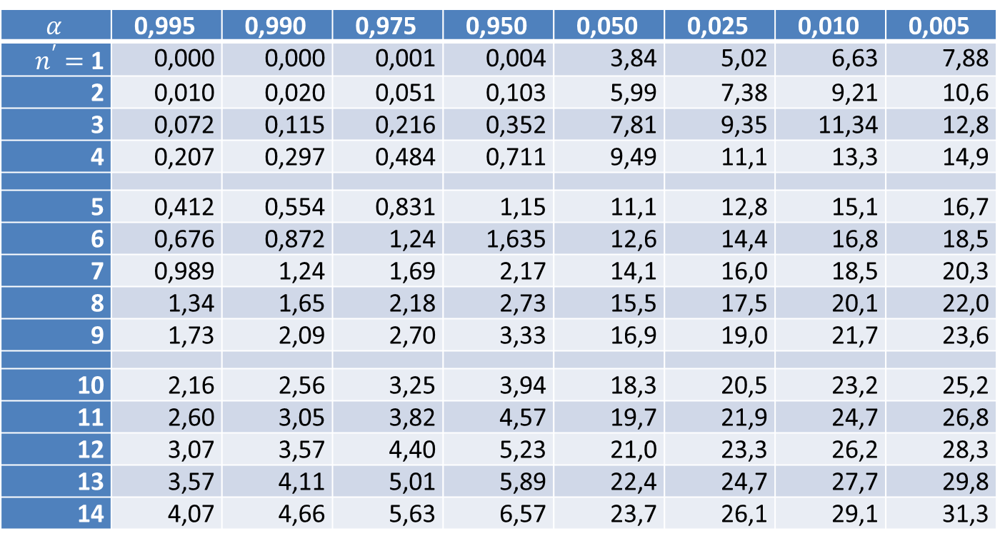 α 0,995 0,990 0,975 0,950 0,050 0,025 0,010 0,005
n′ = 1 0,000 0,000 0,001 0,004 3,84 5,02 6,63 7,88
2 0,010 0,020 0,051 0,103 5,99 7,38 9,21 10,6
3 0,072 0,115 0,216 0,352 7,81 9,35 11,34 12,8
4 0,207 0,297 0,484 0,711 9,49 11,1 13,3 14,9
5 0,412 0,554 0,831 1,15 11,1 12,8 15,1 16,7
6 0,676 0,872 1,24 1,635 12,6 14,4 16,8 18,5
7 0,989 1,24 1,69 2,17 14,1 16,0 18,5 20,3
8 1,34 1,65 2,18 2,73 15,5 17,5 20,1 22,0
9 1,73 2,09 2,70 3,33 16,9 19,0 21,7 23,6
10 2,16 2,56 3,25 3,94 18,3 20,5 23,2 25,2
11 2,60 3,05 3,82 4,57 19,7 21,9 24,7 26,8
12 3,07 3,57 4,40 5,23 21,0 23,3 26,2 28,3
13 3,57 4,11 5,01 5,89 22,4 24,7 27,7 29,8
14 4,07 4,66 5,63 6,57 23,7 26,1 29,1 31,3